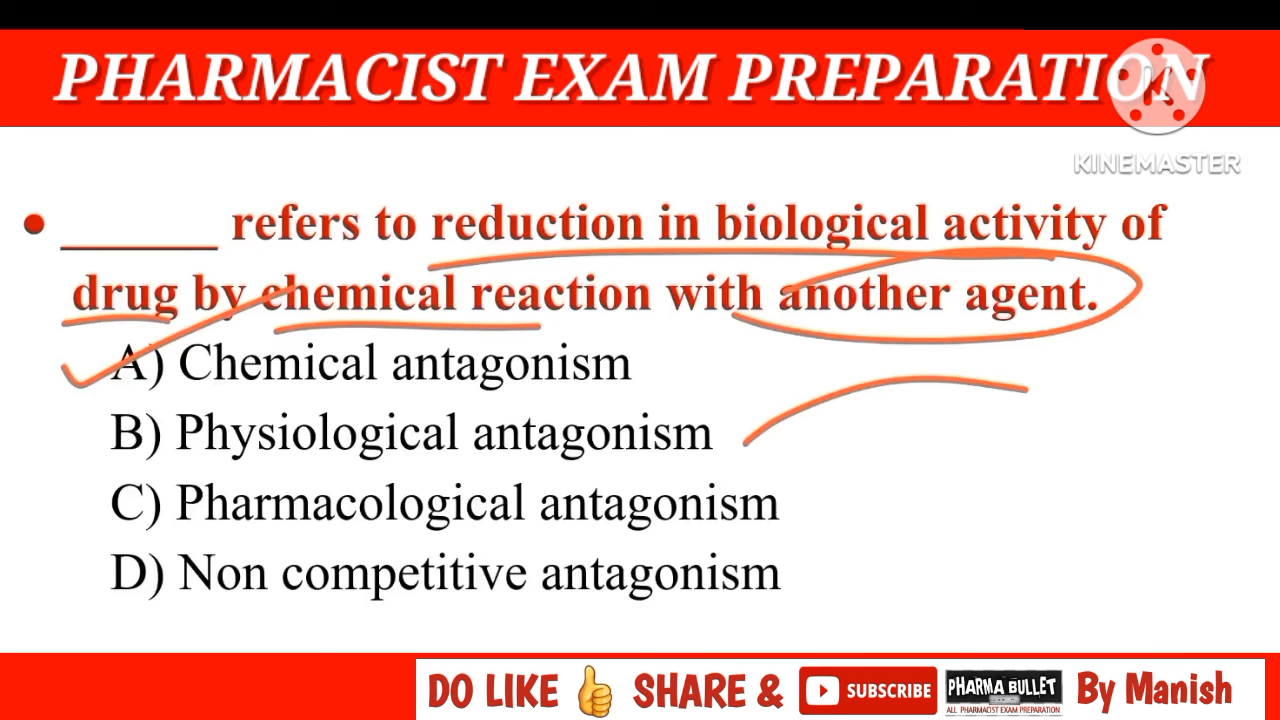 PHARMACIST EXAM PREPARATION
K
KINEMASTER
• ______ refers to reduction in biological activity of
drug by chemical reaction with another agent.
A) Chemical antagonism
B) Physiological antagonism
C) Pharmacological antagonism
D) Non competitive antagonism
DO LIKE 👍 SHARE & SUBSCRIBE PHARMA BULLET By Manish
ALL PHARMACIST EXAM PREPARATION